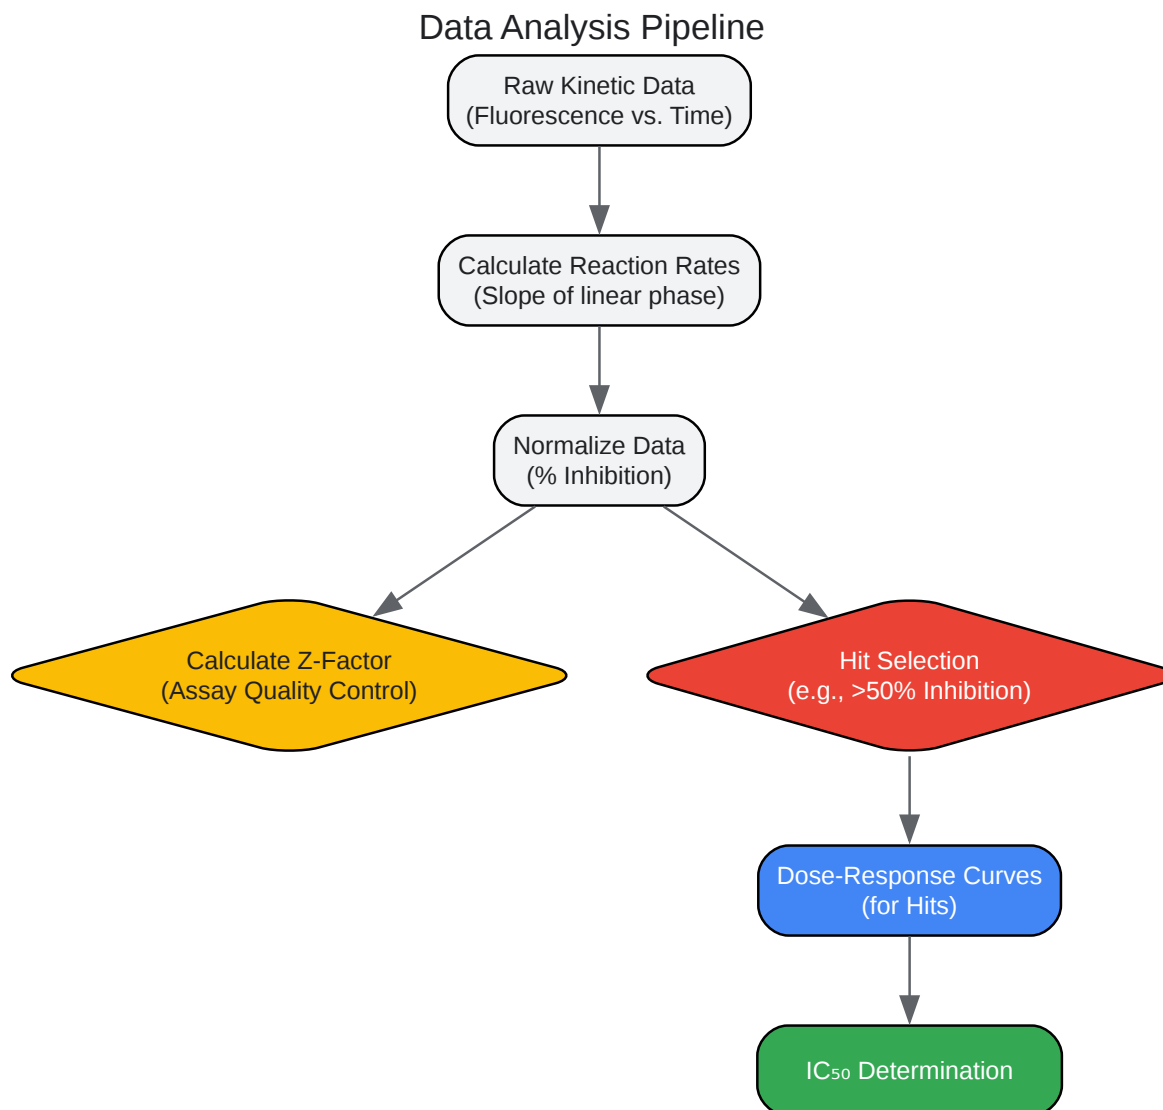 Data Analysis Pipeline
Raw Kinetic Data
(Fluorescence vs. Time)
Calculate Reaction Rates
(Slope of linear phase)
Normalize Data
(% Inhibition)
Calculate Z-Factor
(Assay Quality Control)
Hit Selection
(e.g., >50% Inhibition)
Dose-Response Curves
(for Hits)
IC₅₀ Determination